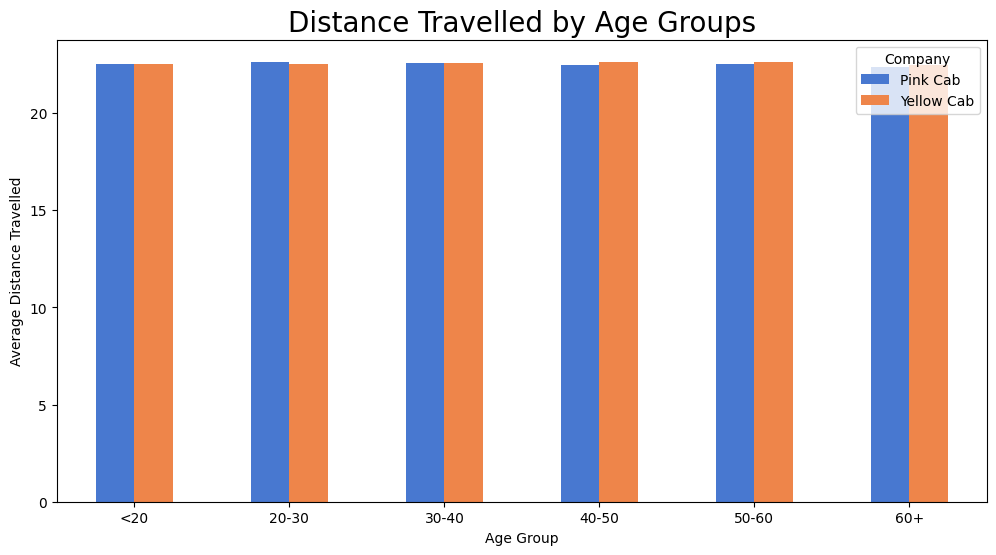 Distance Travelled by Age Groups
Company
Pink Cab
Yellow Cab
Average Distance Travelled
20
15
10
5
0
<20
20-30
30-40
40-50
50-60
60+
Age Group